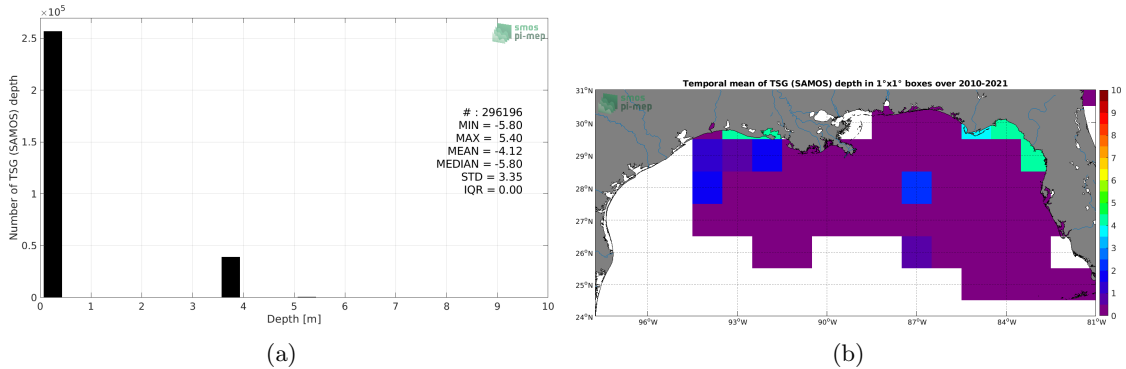 ×10⁵
smos
pi-mep
Number of TSG (SAMOS) depth
2.5
2
1.5
1
0.5
0
# : 296196
MIN = -5.80
MAX = 5.40
MEAN = -4.12
MEDIAN = -5.80
STD = 3.35
IQR = 0.00
0 1 2 3 4 5 6 7 8 9 10
Depth [m]
(a)
Temporal mean of TSG (SAMOS) depth in 1°x1° boxes over 2010-2021
smos
pi-mep
31°N
30°N
29°N
28°N
27°N
26°N
25°N
24°N
96°W 93°W 90°W 87°W 84°W 81°W
10
9
8
7
6
5
4
3
2
1
0
(b)